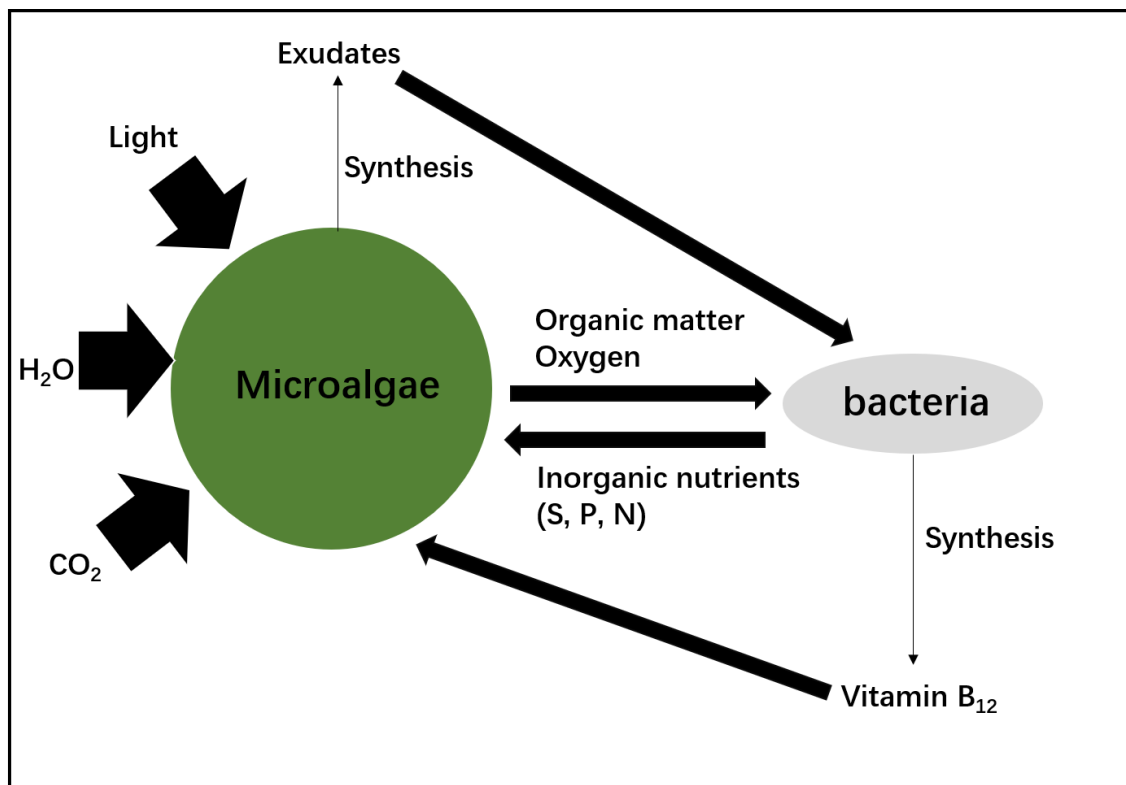 Exudates
Light
Synthesis
Organic matter
Oxygen
H₂O
Microalgae
bacteria
Inorganic nutrients
(S, P, N)
Synthesis
CO₂
Vitamin B₁₂